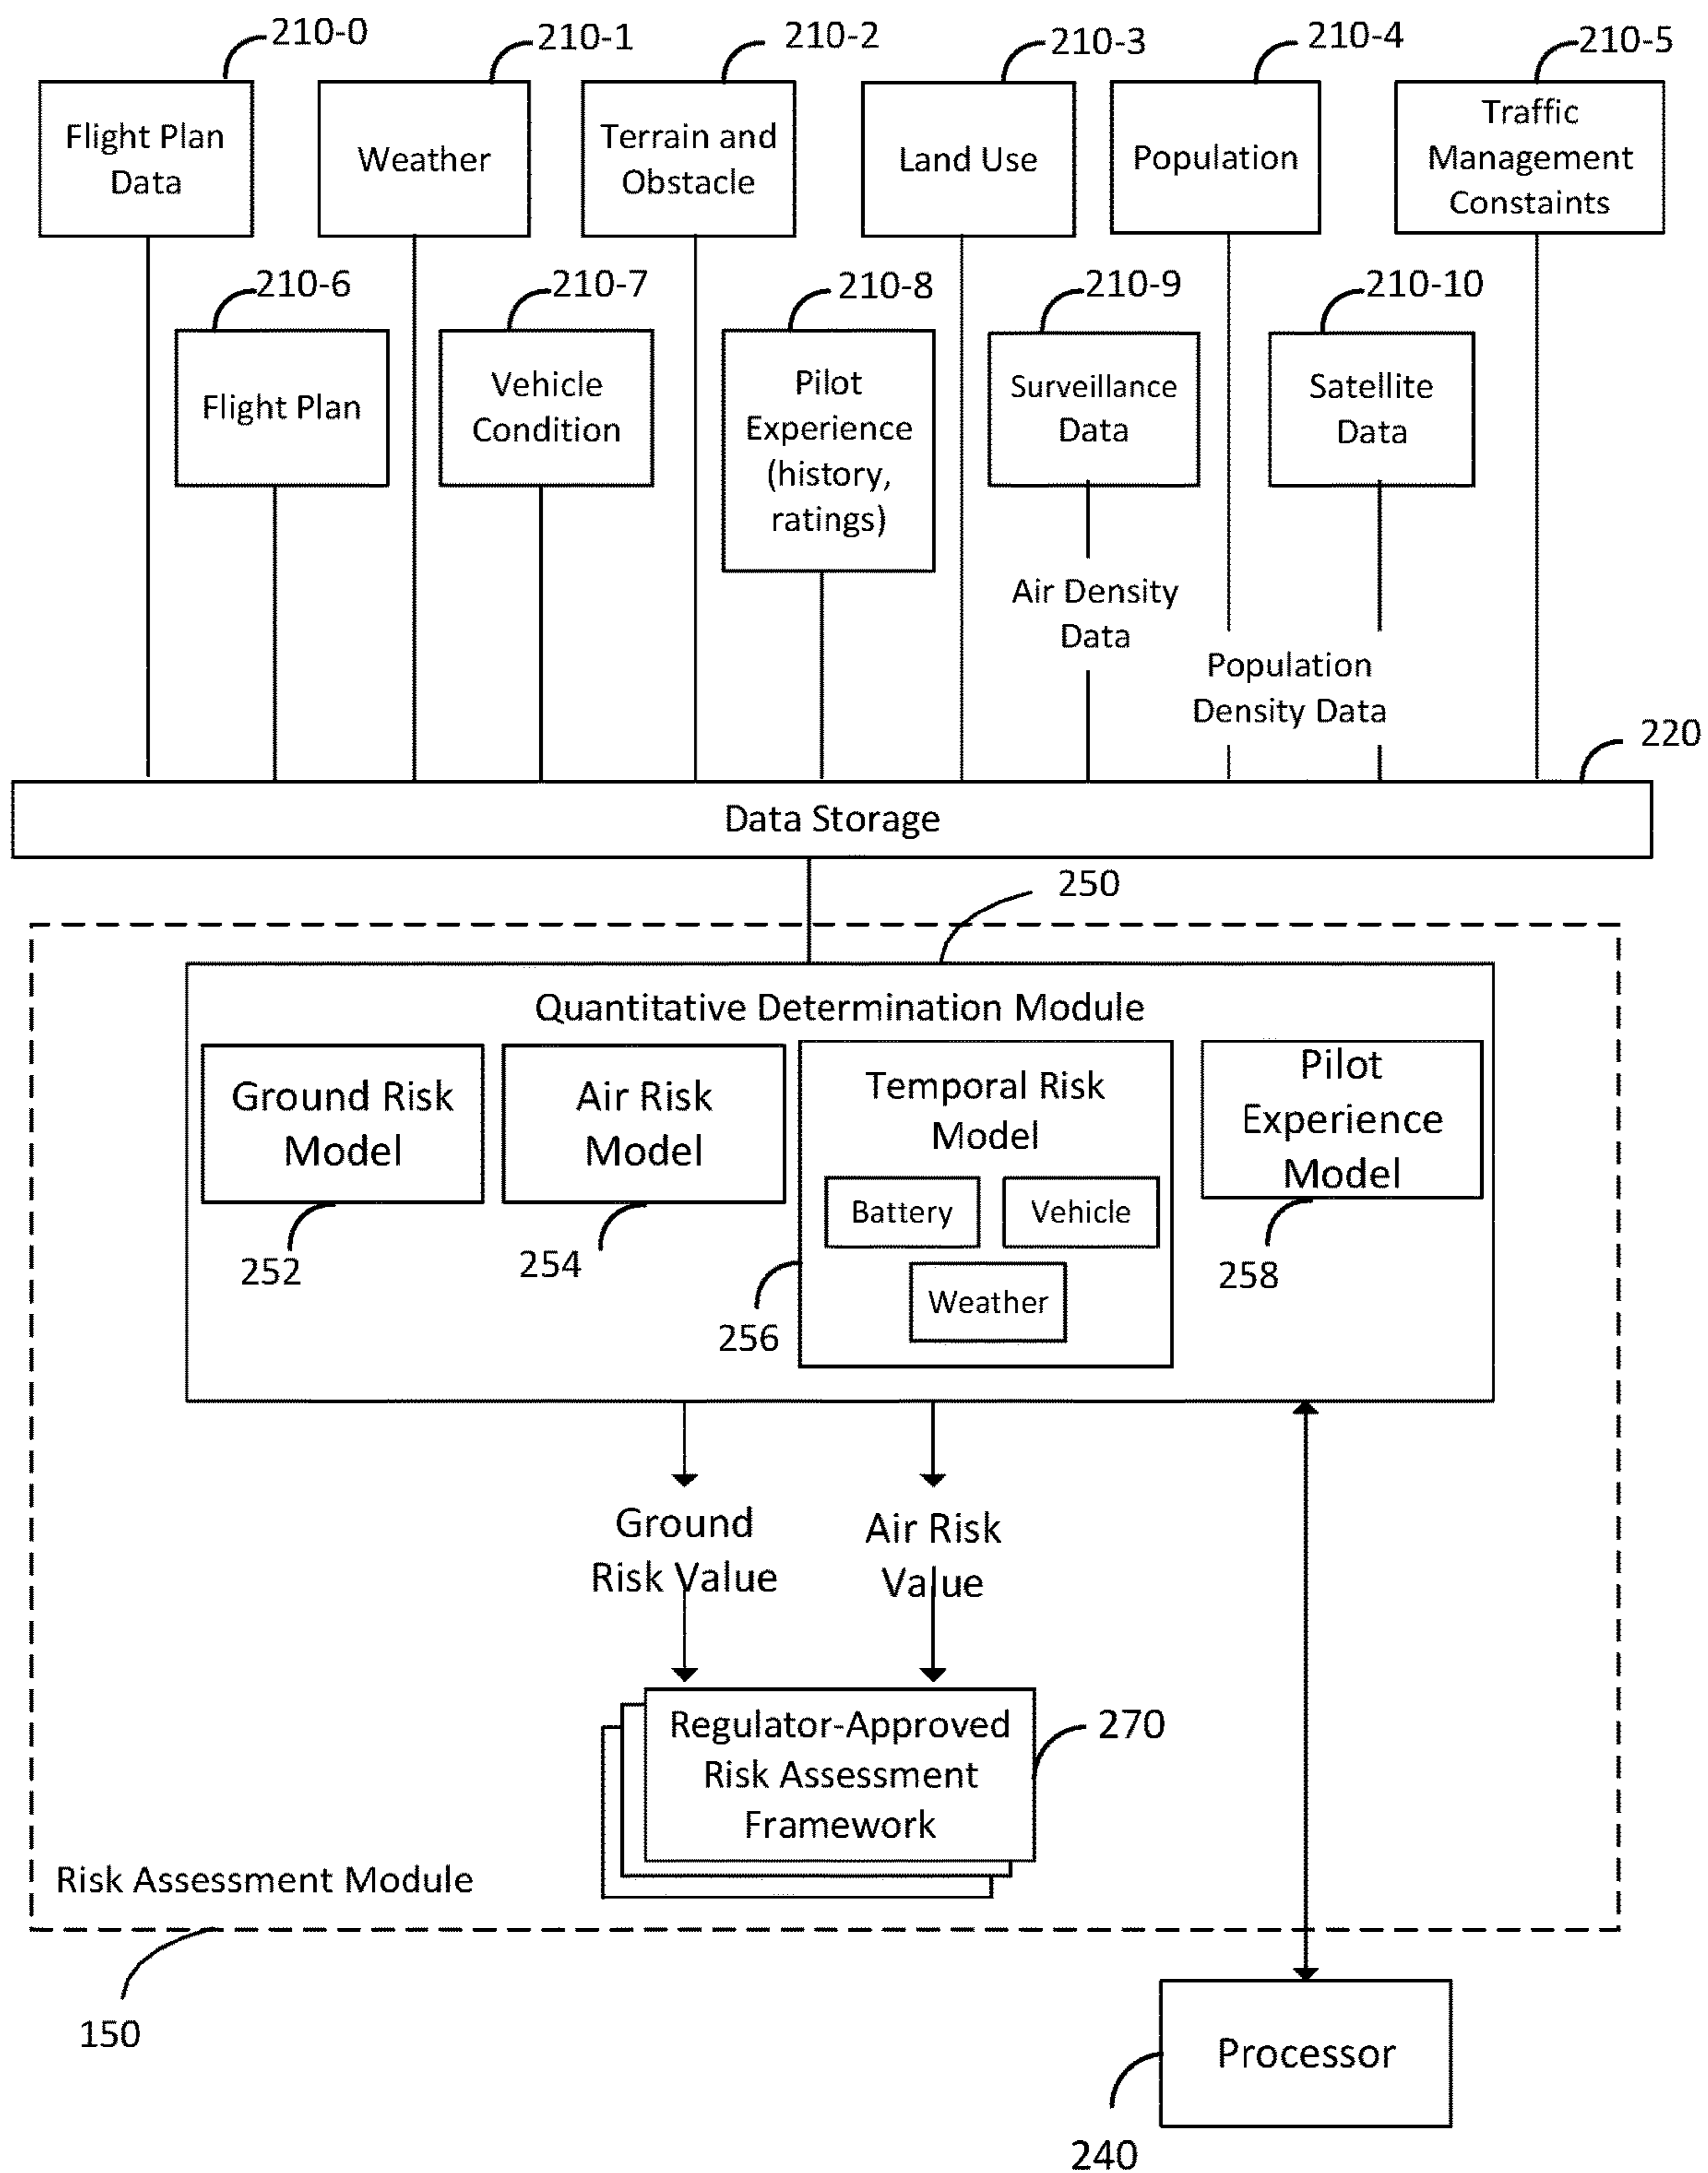 210-0
210-1
210-2
210-3
210-4
210-5
Flight Plan
Data
Weather
Terrain and
Obstacle
Land Use
Population
Traffic
Management
Constaints
210-6
210-7
210-8
210-9
210-10
Flight Plan
Vehicle
Condition
Pilot
Experience
(history,
ratings)
Surveillance
Data
Satellite
Data
Air Density
Data
Population
Density Data
220
Data Storage
250
Quantitative Determination Module
Ground Risk
Model
Air Risk
Model
Temporal Risk
Model
Battery
Vehicle
Weather
Pilot
Experience
Model
252
254
256
258
Ground
Risk Value
Air Risk
Value
Regulator-Approved
Risk Assessment
Framework
270
Risk Assessment Module
150
Processor
240